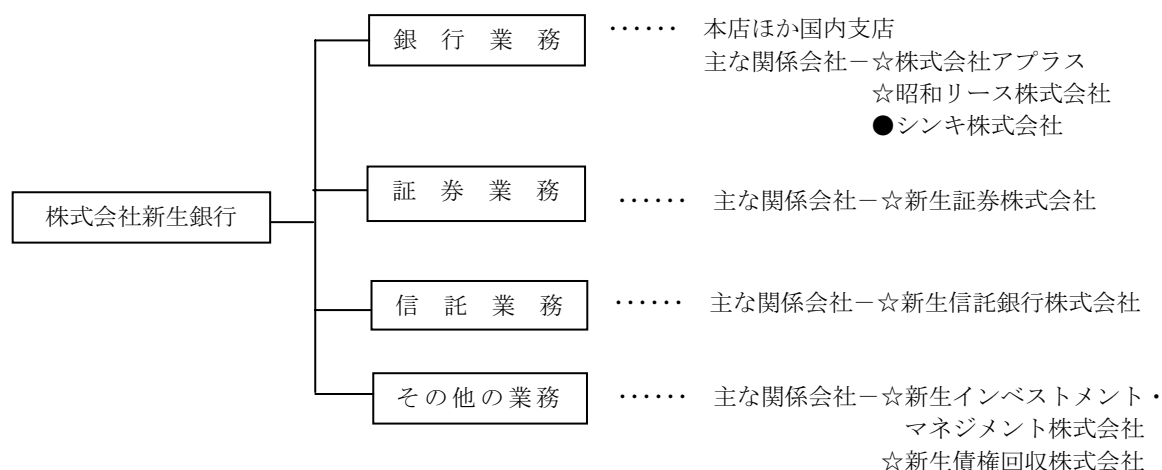 銀行業務 ・・・・・・ 本店ほか国内支店
主な関係会社－☆株式会社アプラス
☆昭和リース株式会社
●シンキ株式会社
証券業務 ・・・・・・ 主な関係会社－☆新生証券株式会社
株式会社新生銀行
信託業務 ・・・・・・ 主な関係会社－☆新生信託銀行株式会社
その他の業務 ・・・・・・ 主な関係会社－☆新生インベストメント・
マネジメント株式会社
☆新生債権回収株式会社